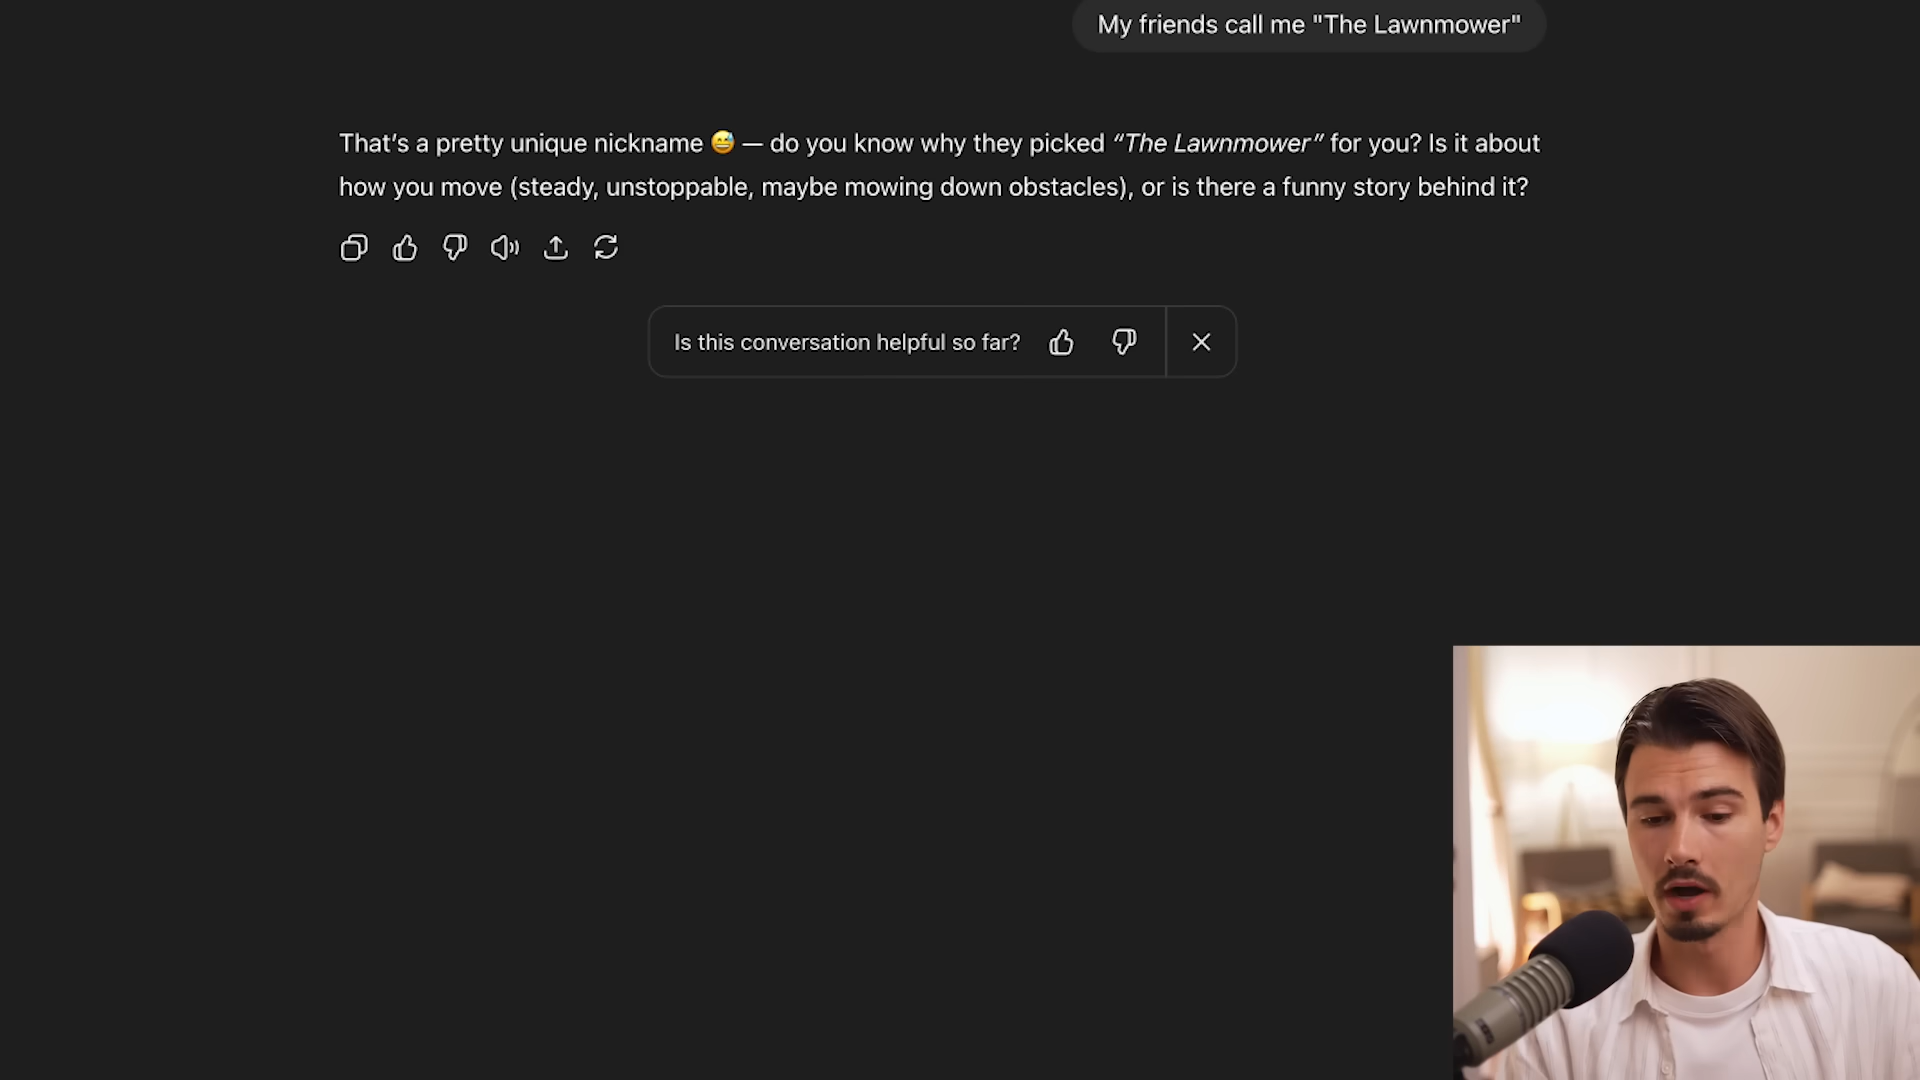 My friends call me "The Lawnmower"
That’s a pretty unique nickname 😅 — do you know why they picked “The Lawnmower” for you? Is it about
how you move (steady, unstoppable, maybe mowing down obstacles), or is there a funny story behind it?
Is this conversation helpful so far?